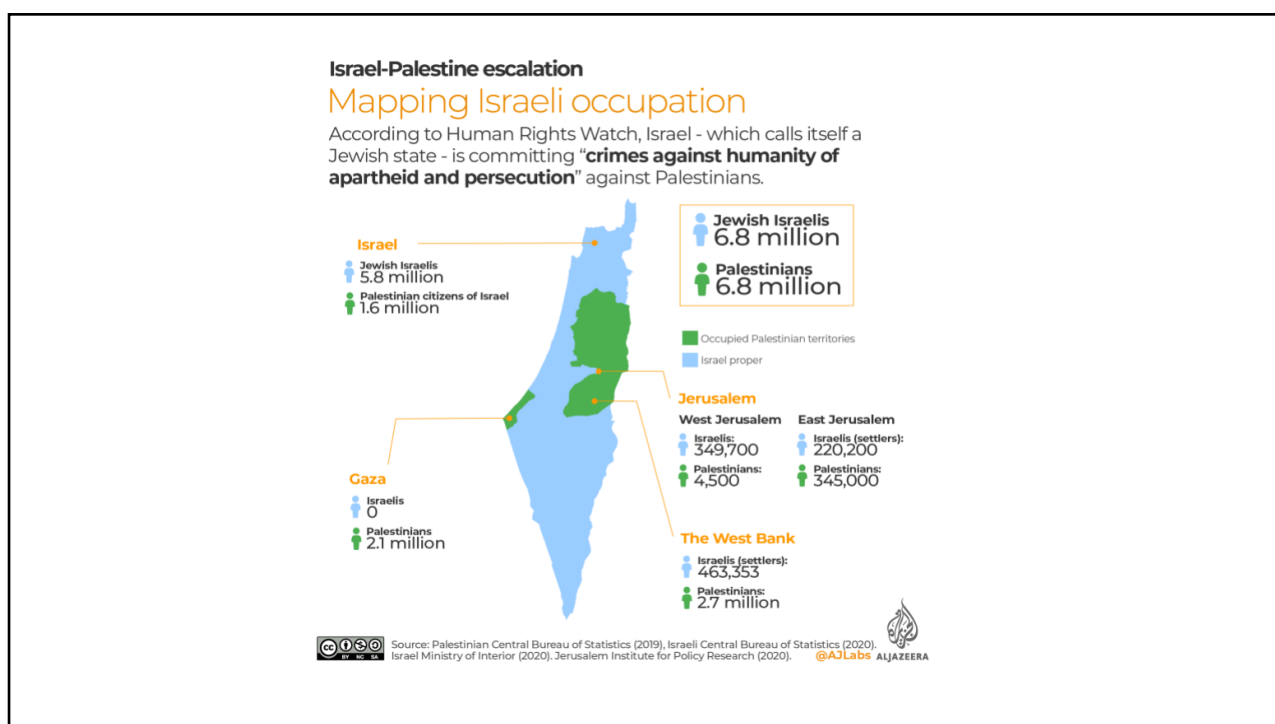 Israel-Palestine escalation
Mapping Israeli occupation
According to Human Rights Watch, Israel - which calls itself a
Jewish state - is committing “crimes against humanity of
apartheid and persecution” against Palestinians.
Jewish Israelis
6.8 million
Palestinians
6.8 million
Israel
Jewish Israelis
5.8 million
Palestinian citizens of Israel
1.6 million
Occupied Palestinian territories
Israel proper
Jerusalem
West Jerusalem
Israelis:
349,700
Palestinians:
4,500
East Jerusalem
Israelis (settlers):
220,200
Palestinians:
345,000
Gaza
Israelis
0
Palestinians
2.1 million
The West Bank
Israelis (settlers):
463,353
Palestinians:
2.7 million
cc BY NC SA
Source: Palestinian Central Bureau of Statistics (2019), Israeli Central Bureau of Statistics (2020).
Israel Ministry of Interior (2020). Jerusalem Institute for Policy Research (2020).
@AJLabs
ALJAZEERA